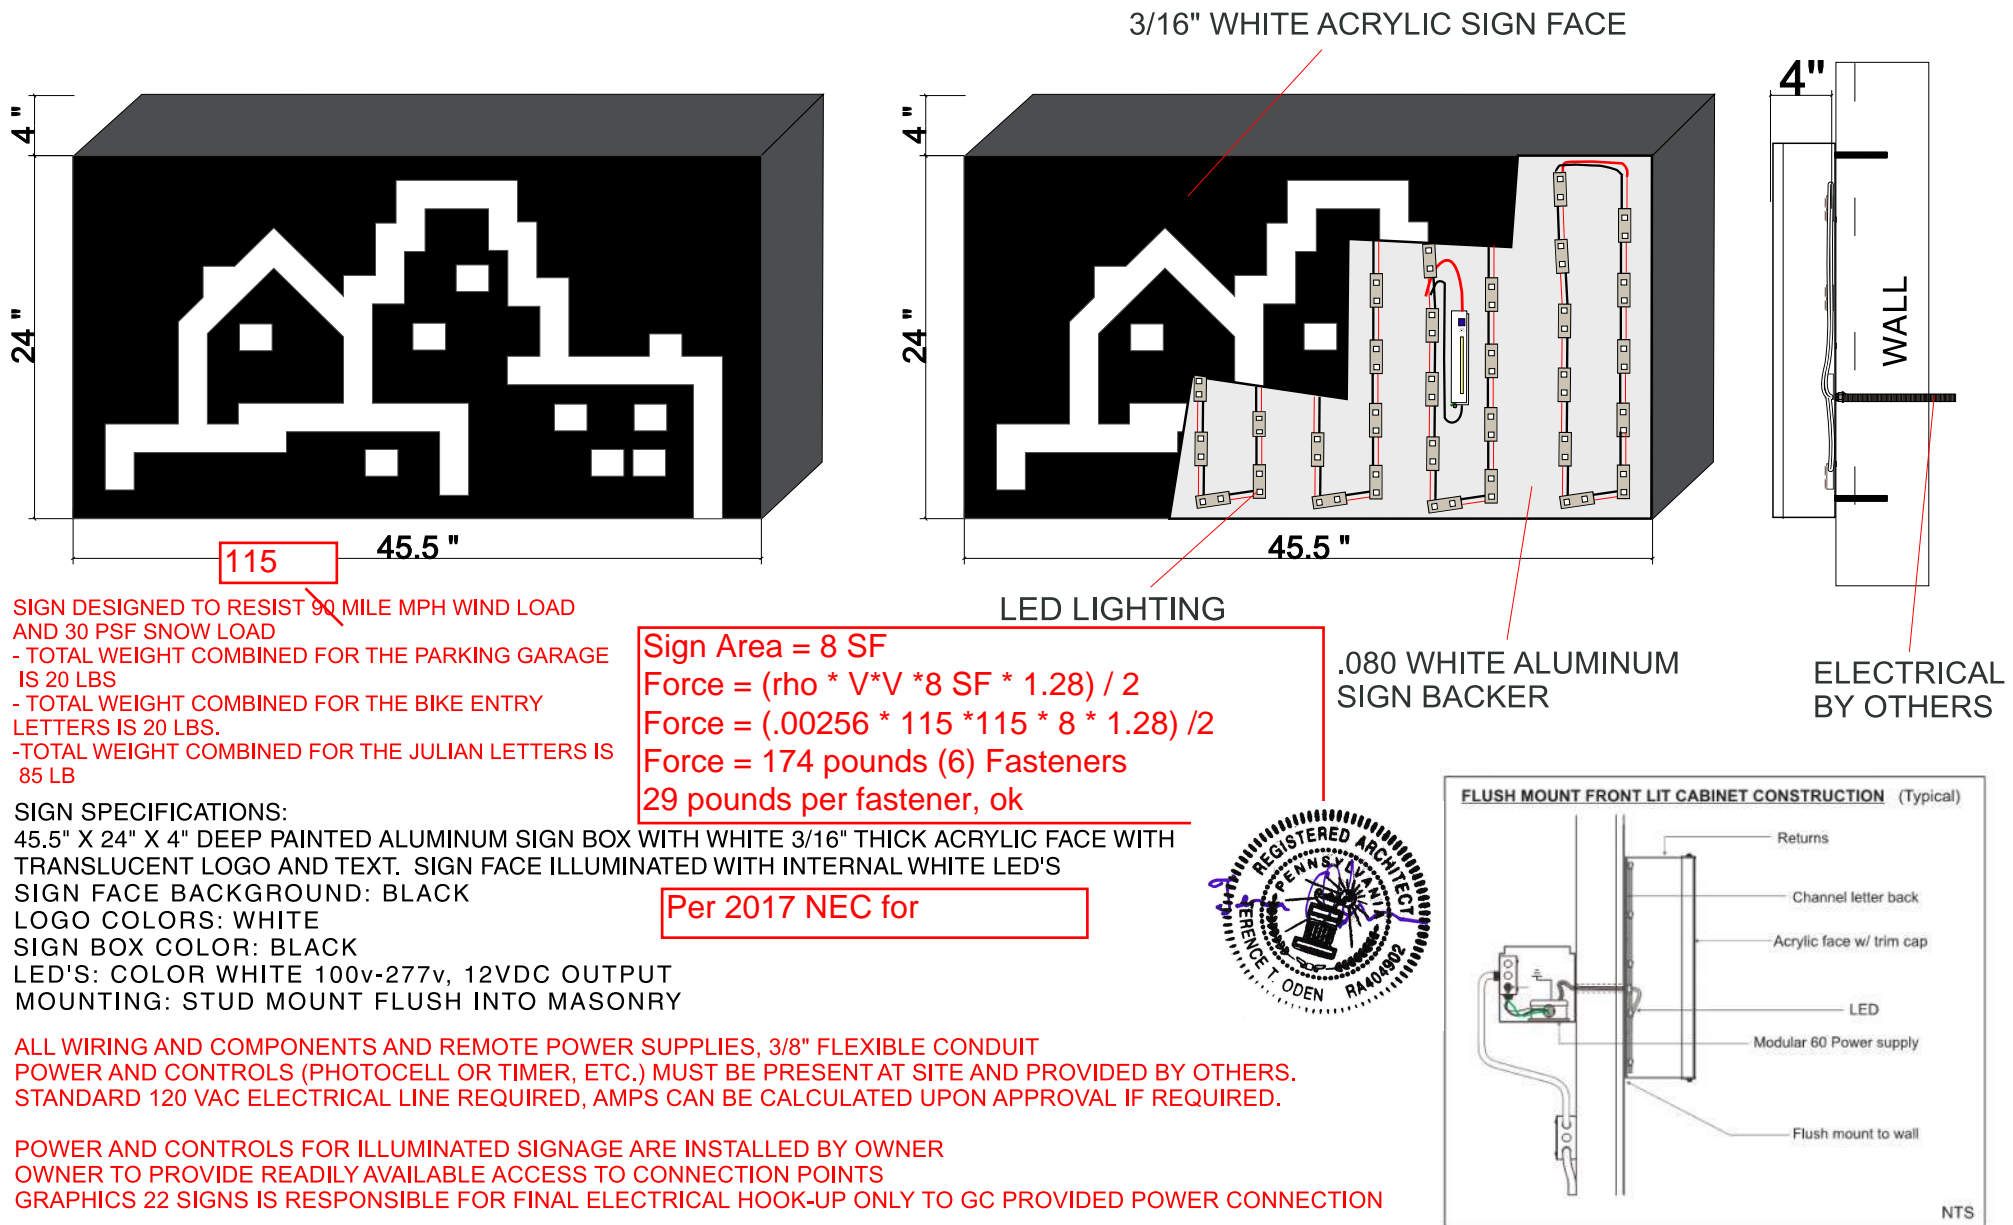 3/16" WHITE ACRYLIC SIGN FACE
4"
4 "
4 "
24 "
24 "
WALL
45.5 "
45.5 "
115
SIGN DESIGNED TO RESIST 90 MILE MPH WIND LOAD
AND 30 PSF SNOW LOAD
- TOTAL WEIGHT COMBINED FOR THE PARKING GARAGE
IS 20 LBS
- TOTAL WEIGHT COMBINED FOR THE BIKE ENTRY
LETTERS IS 20 LBS.
-TOTAL WEIGHT COMBINED FOR THE JULIAN LETTERS IS
85 LB
LED LIGHTING
Sign Area = 8 SF
Force = (rho * V*V *8 SF * 1.28) / 2
Force = (.00256 * 115 *115 * 8 * 1.28) /2
Force = 174 pounds (6) Fasteners
29 pounds per fastener, ok
.080 WHITE ALUMINUM
SIGN BACKER
ELECTRICAL
BY OTHERS
SIGN SPECIFICATIONS:
45.5" X 24" X 4" DEEP PAINTED ALUMINUM SIGN BOX WITH WHITE 3/16" THICK ACRYLIC FACE WITH
TRANSLUCENT LOGO AND TEXT. SIGN FACE ILLUMINATED WITH INTERNAL WHITE LED'S
SIGN FACE BACKGROUND: BLACK
LOGO COLORS: WHITE
SIGN BOX COLOR: BLACK
LED'S: COLOR WHITE 100v-277v, 12VDC OUTPUT
MOUNTING: STUD MOUNT FLUSH INTO MASONRY
Per 2017 NEC for
REGISTERED ARCHITECT
PENNSYLVANIA
TERENCE T. ODEN
RA404902
ALL WIRING AND COMPONENTS AND REMOTE POWER SUPPLIES, 3/8" FLEXIBLE CONDUIT
POWER AND CONTROLS (PHOTOCELL OR TIMER, ETC.) MUST BE PRESENT AT SITE AND PROVIDED BY OTHERS.
STANDARD 120 VAC ELECTRICAL LINE REQUIRED, AMPS CAN BE CALCULATED UPON APPROVAL IF REQUIRED.
POWER AND CONTROLS FOR ILLUMINATED SIGNAGE ARE INSTALLED BY OWNER
OWNER TO PROVIDE READILY AVAILABLE ACCESS TO CONNECTION POINTS
GRAPHICS 22 SIGNS IS RESPONSIBLE FOR FINAL ELECTRICAL HOOK-UP ONLY TO GC PROVIDED POWER CONNECTION
FLUSH MOUNT FRONT LIT CABINET CONSTRUCTION (Typical)
Returns
Channel letter back
Acrylic face w/ trim cap
LED
Modular 60 Power supply
Flush mount to wall
NTS